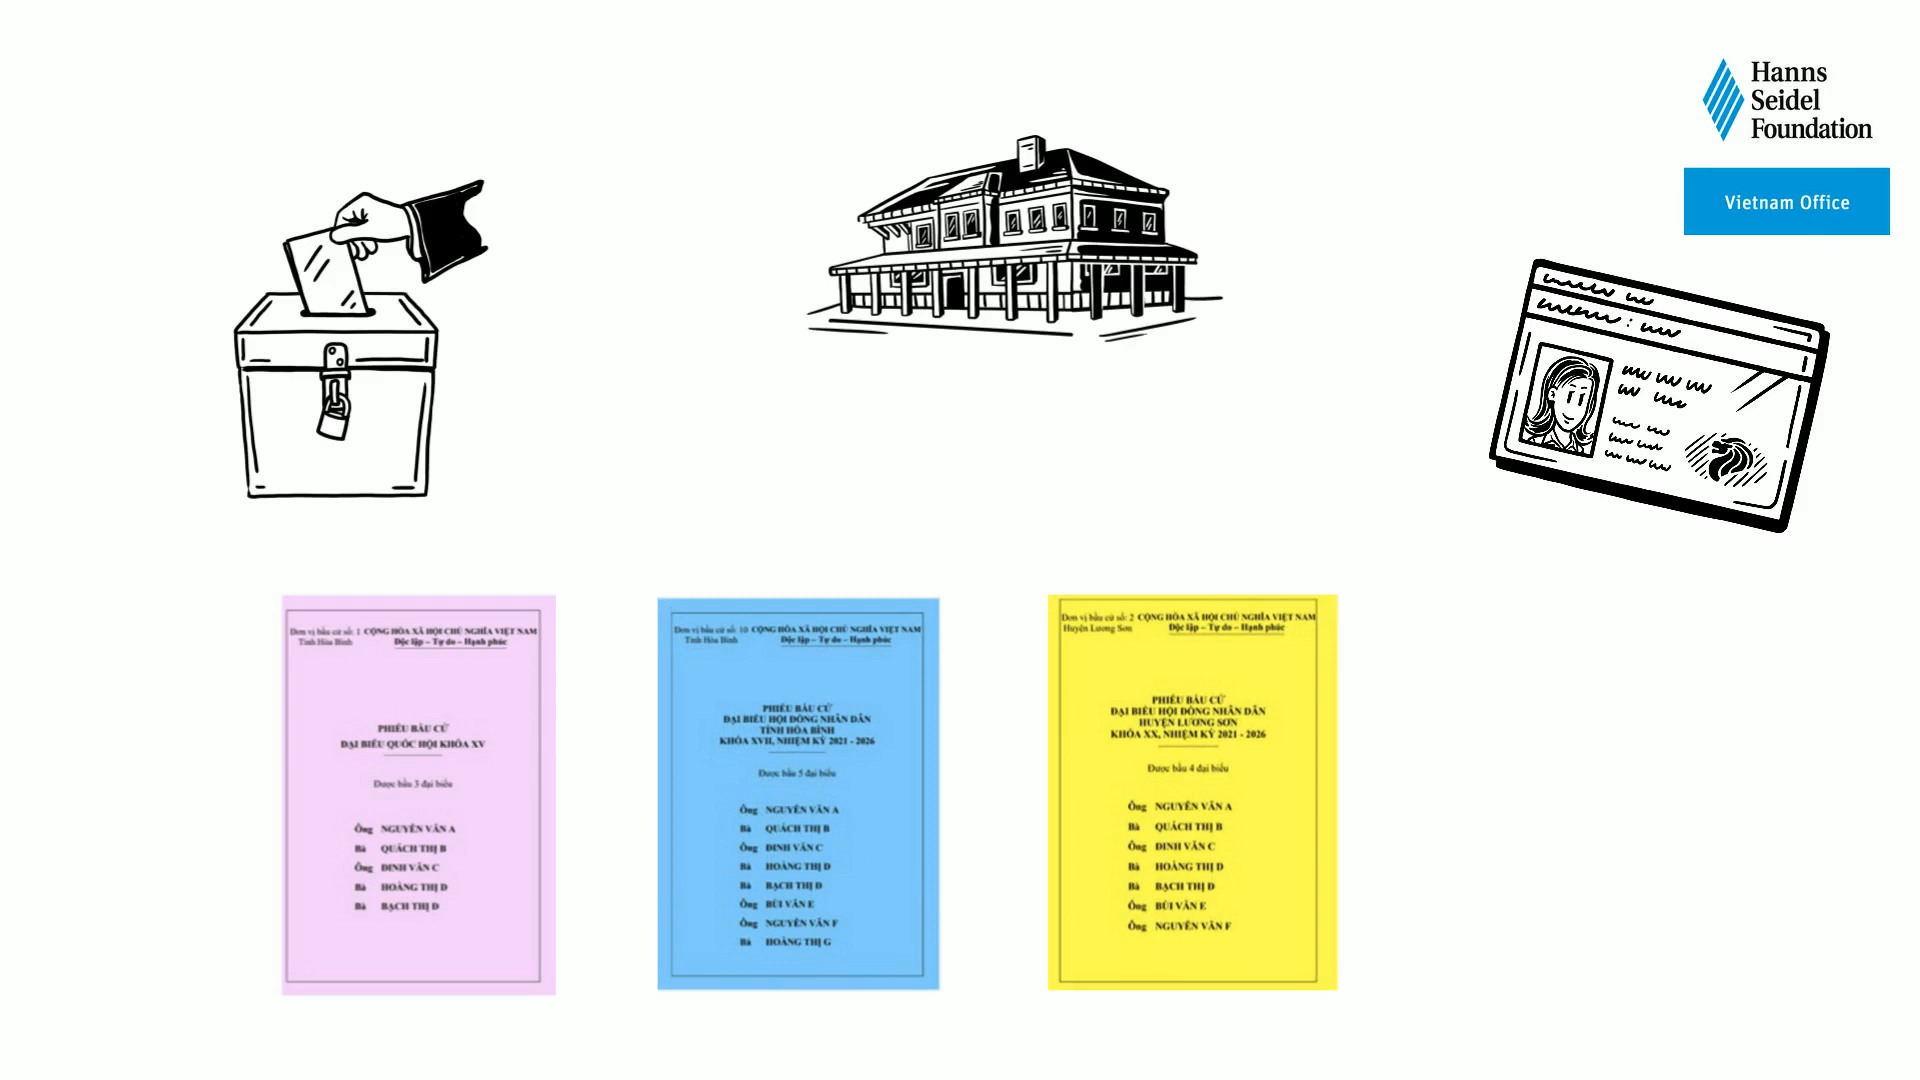 Hanns
Seidel
Foundation
Vietnam Office
Đơn vị bầu cử số: 1 CỘNG HÒA XÃ HỘI CHỦ NGHĨA VIỆT NAM
Tỉnh Hòa Bình Độc lập – Tự do – Hạnh phúc
PHIẾU BẦU CỬ
ĐẠI BIỂU QUỐC HỘI KHÓA XV
Được bầu 3 đại biểu
Ông NGUYỄN VĂN A
Bà QUÁCH THỊ B
Ông ĐINH VĂN C
Bà HOÀNG THỊ D
Bà BẠCH THỊ Đ
Đơn vị bầu cử số: 10 CỘNG HÒA XÃ HỘI CHỦ NGHĨA VIỆT NAM
Tỉnh Hòa Bình Độc lập – Tự do – Hạnh phúc
PHIẾU BẦU CỬ
ĐẠI BIỂU HỘI ĐỒNG NHÂN DÂN
TỈNH HÒA BÌNH
KHÓA XVII, NHIỆM KỲ 2021 - 2026
Được bầu 5 đại biểu
Ông NGUYỄN VĂN A
Bà QUÁCH THỊ B
Ông ĐINH VĂN C
Bà HOÀNG THỊ D
Bà BẠCH THỊ Đ
Ông BÙI VĂN E
Ông NGUYỄN VĂN F
Bà HOÀNG THỊ G
Đơn vị bầu cử số: 2 CỘNG HÒA XÃ HỘI CHỦ NGHĨA VIỆT NAM
Huyện Lương Sơn Độc lập – Tự do – Hạnh phúc
PHIẾU BẦU CỬ
ĐẠI BIỂU HỘI ĐỒNG NHÂN DÂN
HUYỆN LƯƠNG SƠN
KHÓA XX, NHIỆM KỲ 2021 - 2026
Được bầu 4 đại biểu
Ông NGUYỄN VĂN A
Bà QUÁCH THỊ B
Ông ĐINH VĂN C
Bà HOÀNG THỊ D
Bà BẠCH THỊ Đ
Ông BÙI VĂN E
Ông NGUYỄN VĂN F